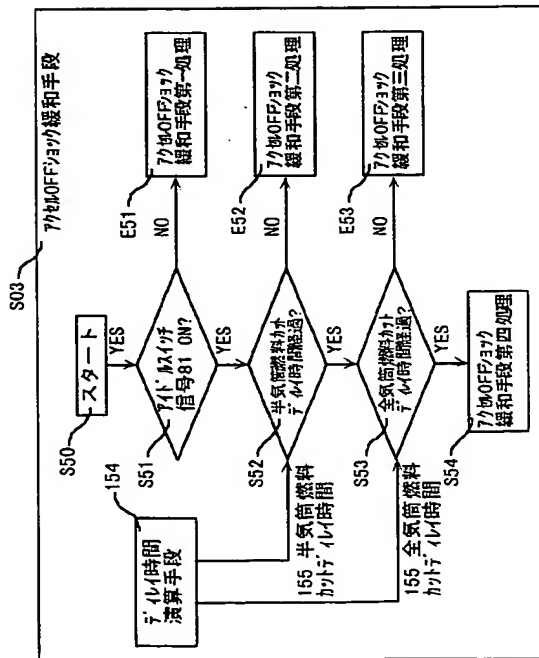 S03
アクセルOFFショック緩和手段
S50
スタート
YES
S51
アイドルスイッチ
信号81 ON?
NO
E51
アクセルOFFショック
緩和手段第一処理
YES
154
ディレイ時間
演算手段
155 半気筒燃料
カットディレイ時間
S52
半気筒燃料カット
ディレイ時間経過?
NO
E52
アクセルOFFショック
緩和手段第二処理
YES
155 全気筒燃料
カットディレイ時間
S53
全気筒燃料カット
ディレイ時間経過?
NO
E53
アクセルOFFショック
緩和手段第三処理
YES
S54
アクセルOFFショック
緩和手段第四処理